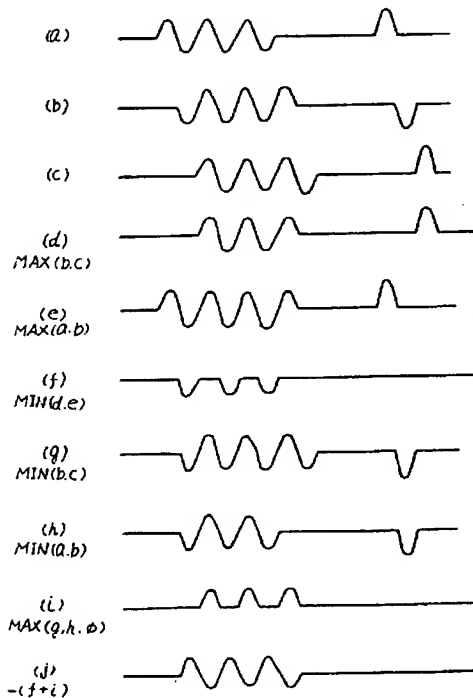 (a)
(b)
(c)
(d)
MAX(b.c)
(e)
MAX(a.b)
(f)
MIN(d.e)
(g)
MIN(b.c)
(h)
MIN(a.b)
(i)
MAX(g,h.φ)
(j)
-(f+i)